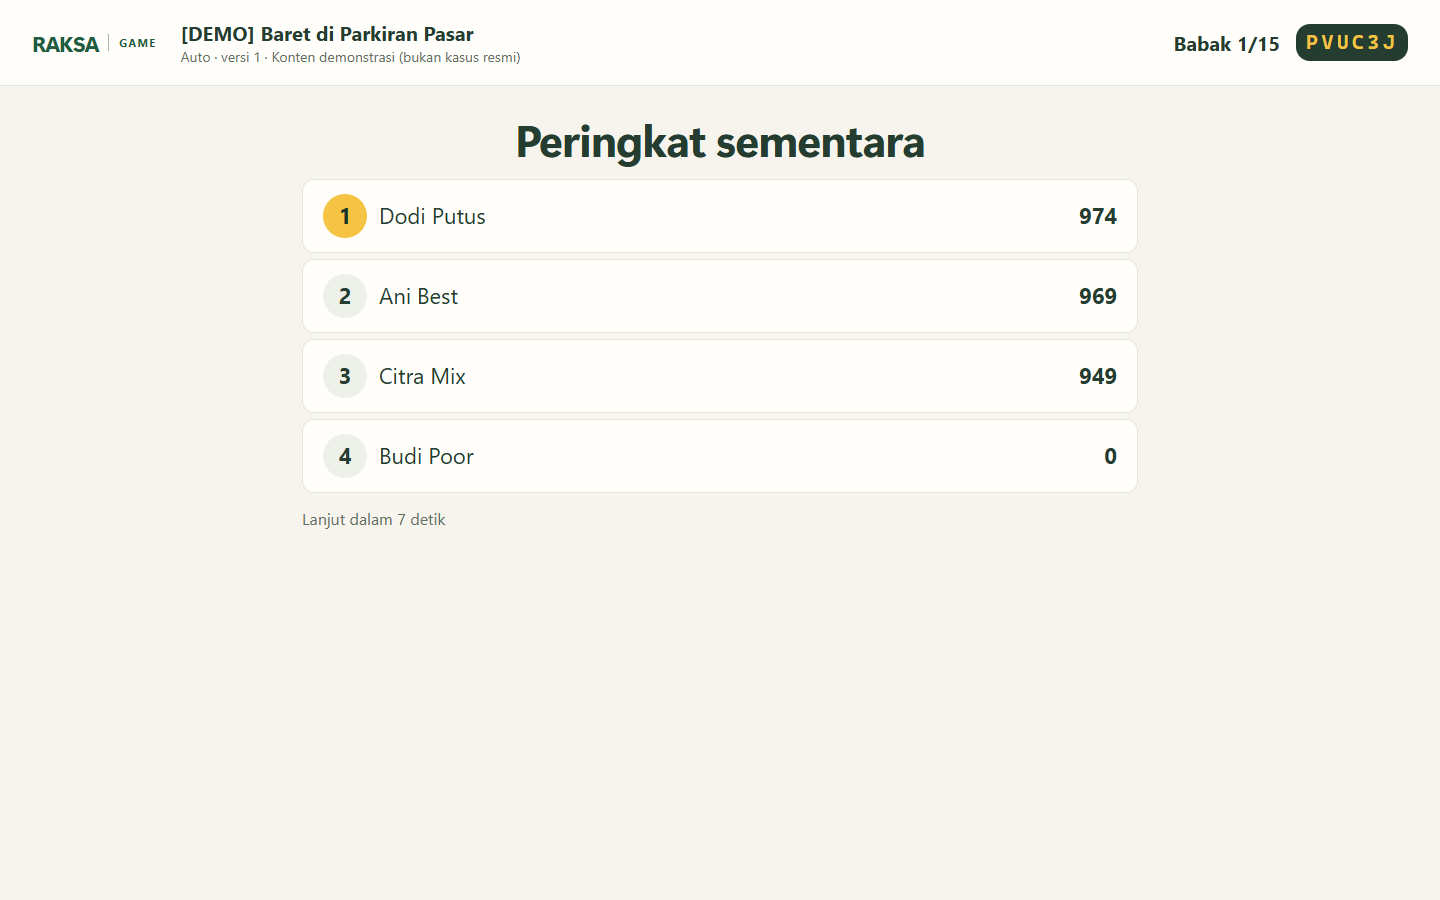 RAKSA GAME
[DEMO] Baret di Parkiran Pasar
Auto · versi 1 · Konten demonstrasi (bukan kasus resmi)
Babak 1/15
PVUC3J
Peringkat sementara
1 Dodi Putus 974
2 Ani Best 969
3 Citra Mix 949
4 Budi Poor 0
Lanjut dalam 7 detik